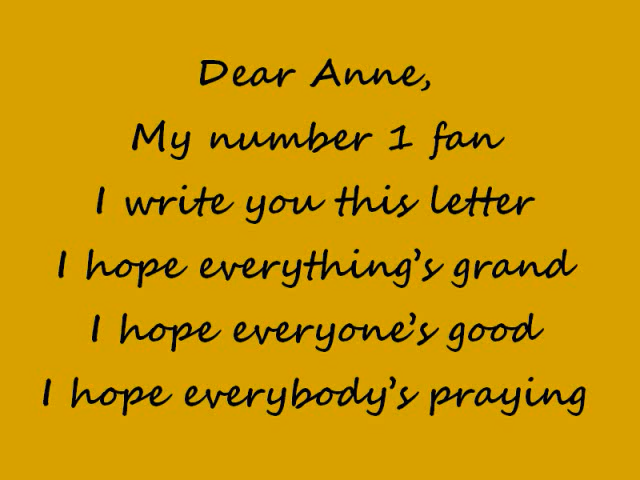 Dear Anne,
My number 1 fan
I write you this letter
I hope everything’s grand
I hope everyone’s good
I hope everybody’s praying